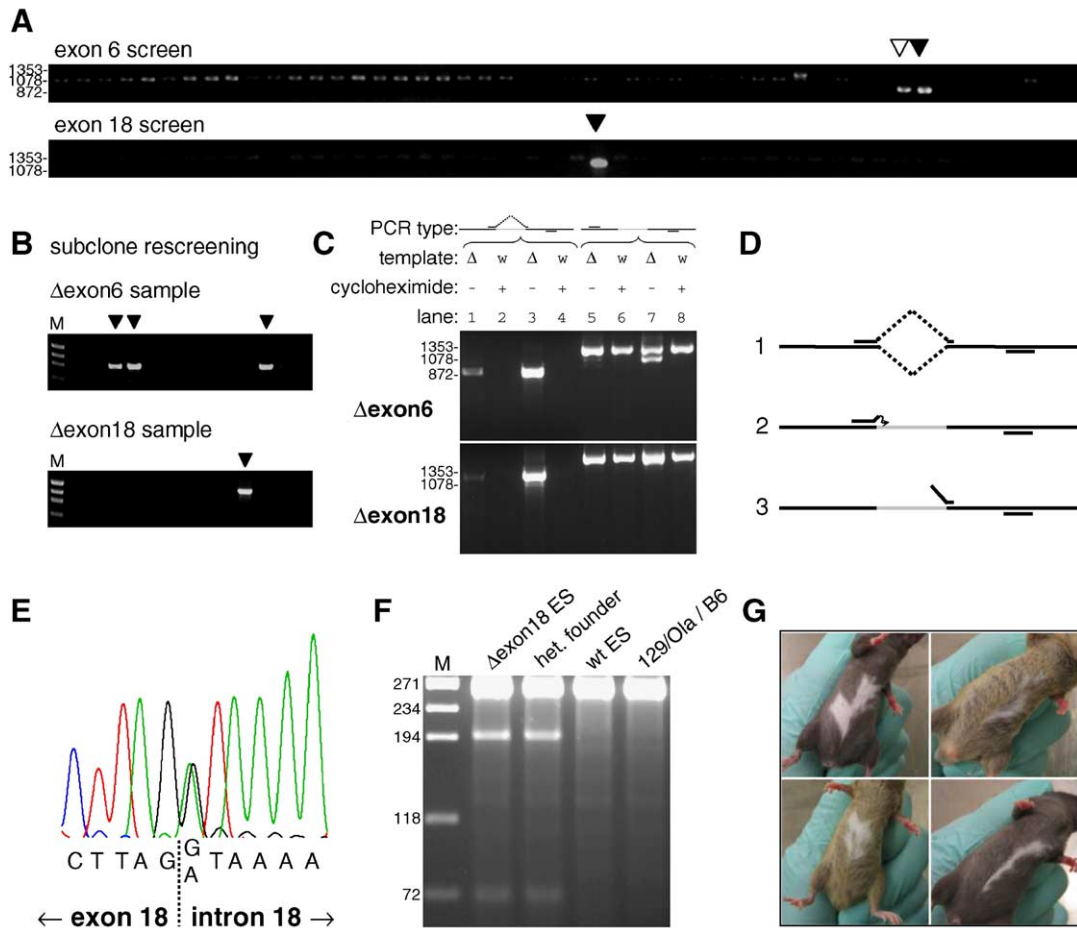 A
exon 6 screen
1353-
1078-
872-
exon 18 screen
1353-
1078-
B
subclone rescreening
Δexon6 sample
M
Δexon18 sample
M
C
PCR type:
template: Δ w Δ w Δ w Δ w
cycloheximide: - + - + - + - +
lane: 1 2 3 4 5 6 7 8
1353-
1078-
872-
Δexon6
1353-
1078-
Δexon18
D
1
2
3
E
C T T A G G T A A A A
A
← exon 18 intron 18 →
F
M Δexon18 ES het. founder wt ES 129/Ola / B6
271
234
194
118
72
G